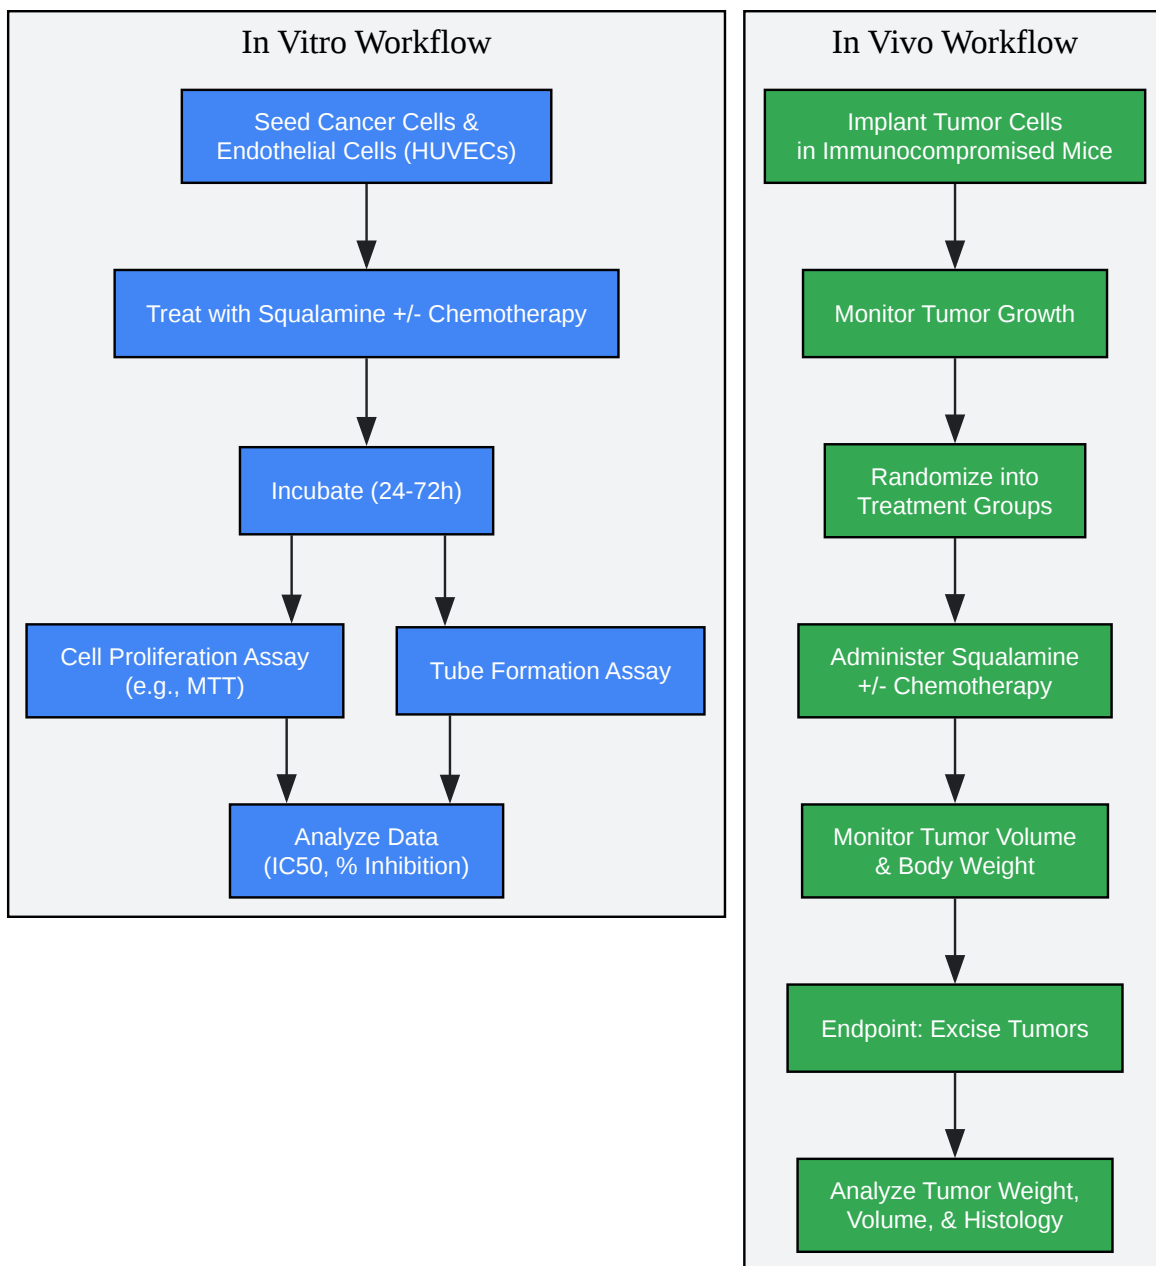 In Vitro Workflow
Seed Cancer Cells &
Endothelial Cells (HUVECs)
Treat with Squalamine +/- Chemotherapy
Incubate (24-72h)
Cell Proliferation Assay
(e.g., MTT)
Tube Formation Assay
Analyze Data
(IC50, % Inhibition)
In Vivo Workflow
Implant Tumor Cells
in Immunocompromised Mice
Monitor Tumor Growth
Randomize into
Treatment Groups
Administer Squalamine
+/- Chemotherapy
Monitor Tumor Volume
& Body Weight
Endpoint: Excise Tumors
Analyze Tumor Weight,
Volume, & Histology